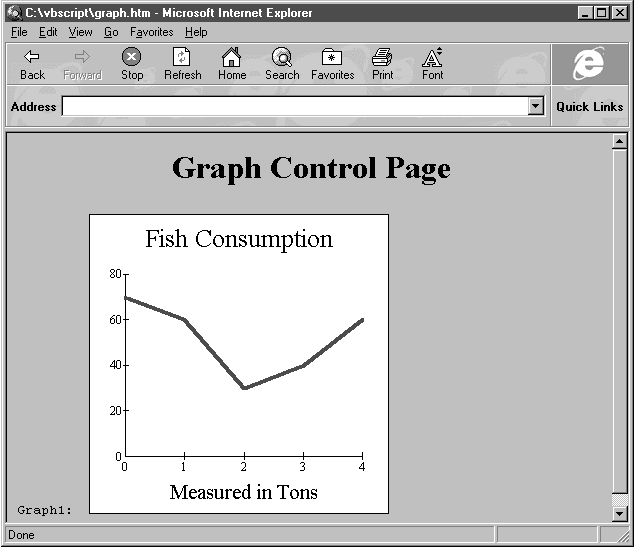 C:\vbscript\graph.htm - Microsoft Internet Explorer
File Edit View Go Favorites Help
Back Forward Stop Refresh Home Search Favorites Print Font
Address Quick Links
Graph Control Page
Fish Consumption
80
60
40
20
0
0 1 2 3 4
Measured in Tons
Graph1:
Done